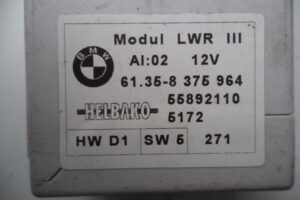 BMW
Modul LWR III
AI:02 12V
61.35-8 375 964
55892110
HELBAKO 5172
HW D1 SW 5 271